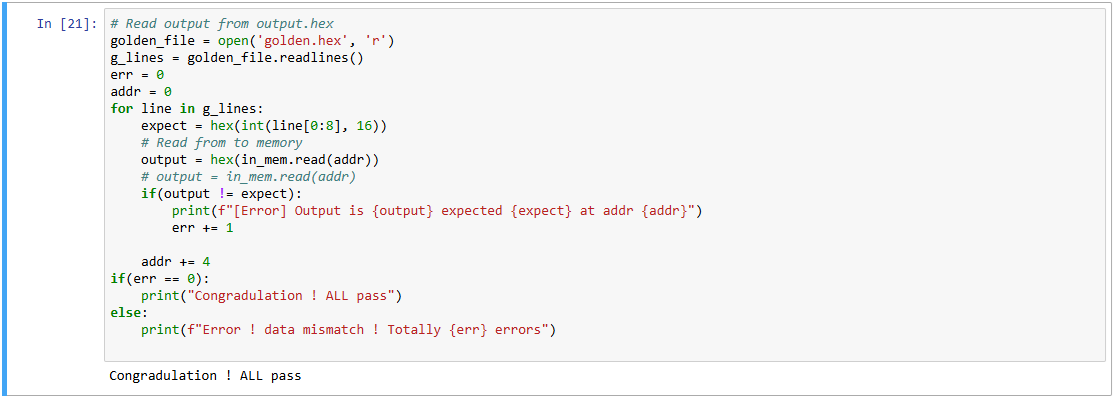 In [21]: # Read output from output.hex
golden_file = open('golden.hex', 'r')
g_lines = golden_file.readlines()
err = 0
addr = 0
for line in g_lines:
    expect = hex(int(line[0:8], 16))
    # Read from to memory
    output = hex(in_mem.read(addr))
    # output = in_mem.read(addr)
    if(output != expect):
        print(f"[Error] Output is {output} expected {expect} at addr {addr}")
        err += 1
    addr += 4
if(err == 0):
    print("Congradulation ! ALL pass")
else:
    print(f"Error ! data mismatch ! Totally {err} errors")
Congradulation ! ALL pass